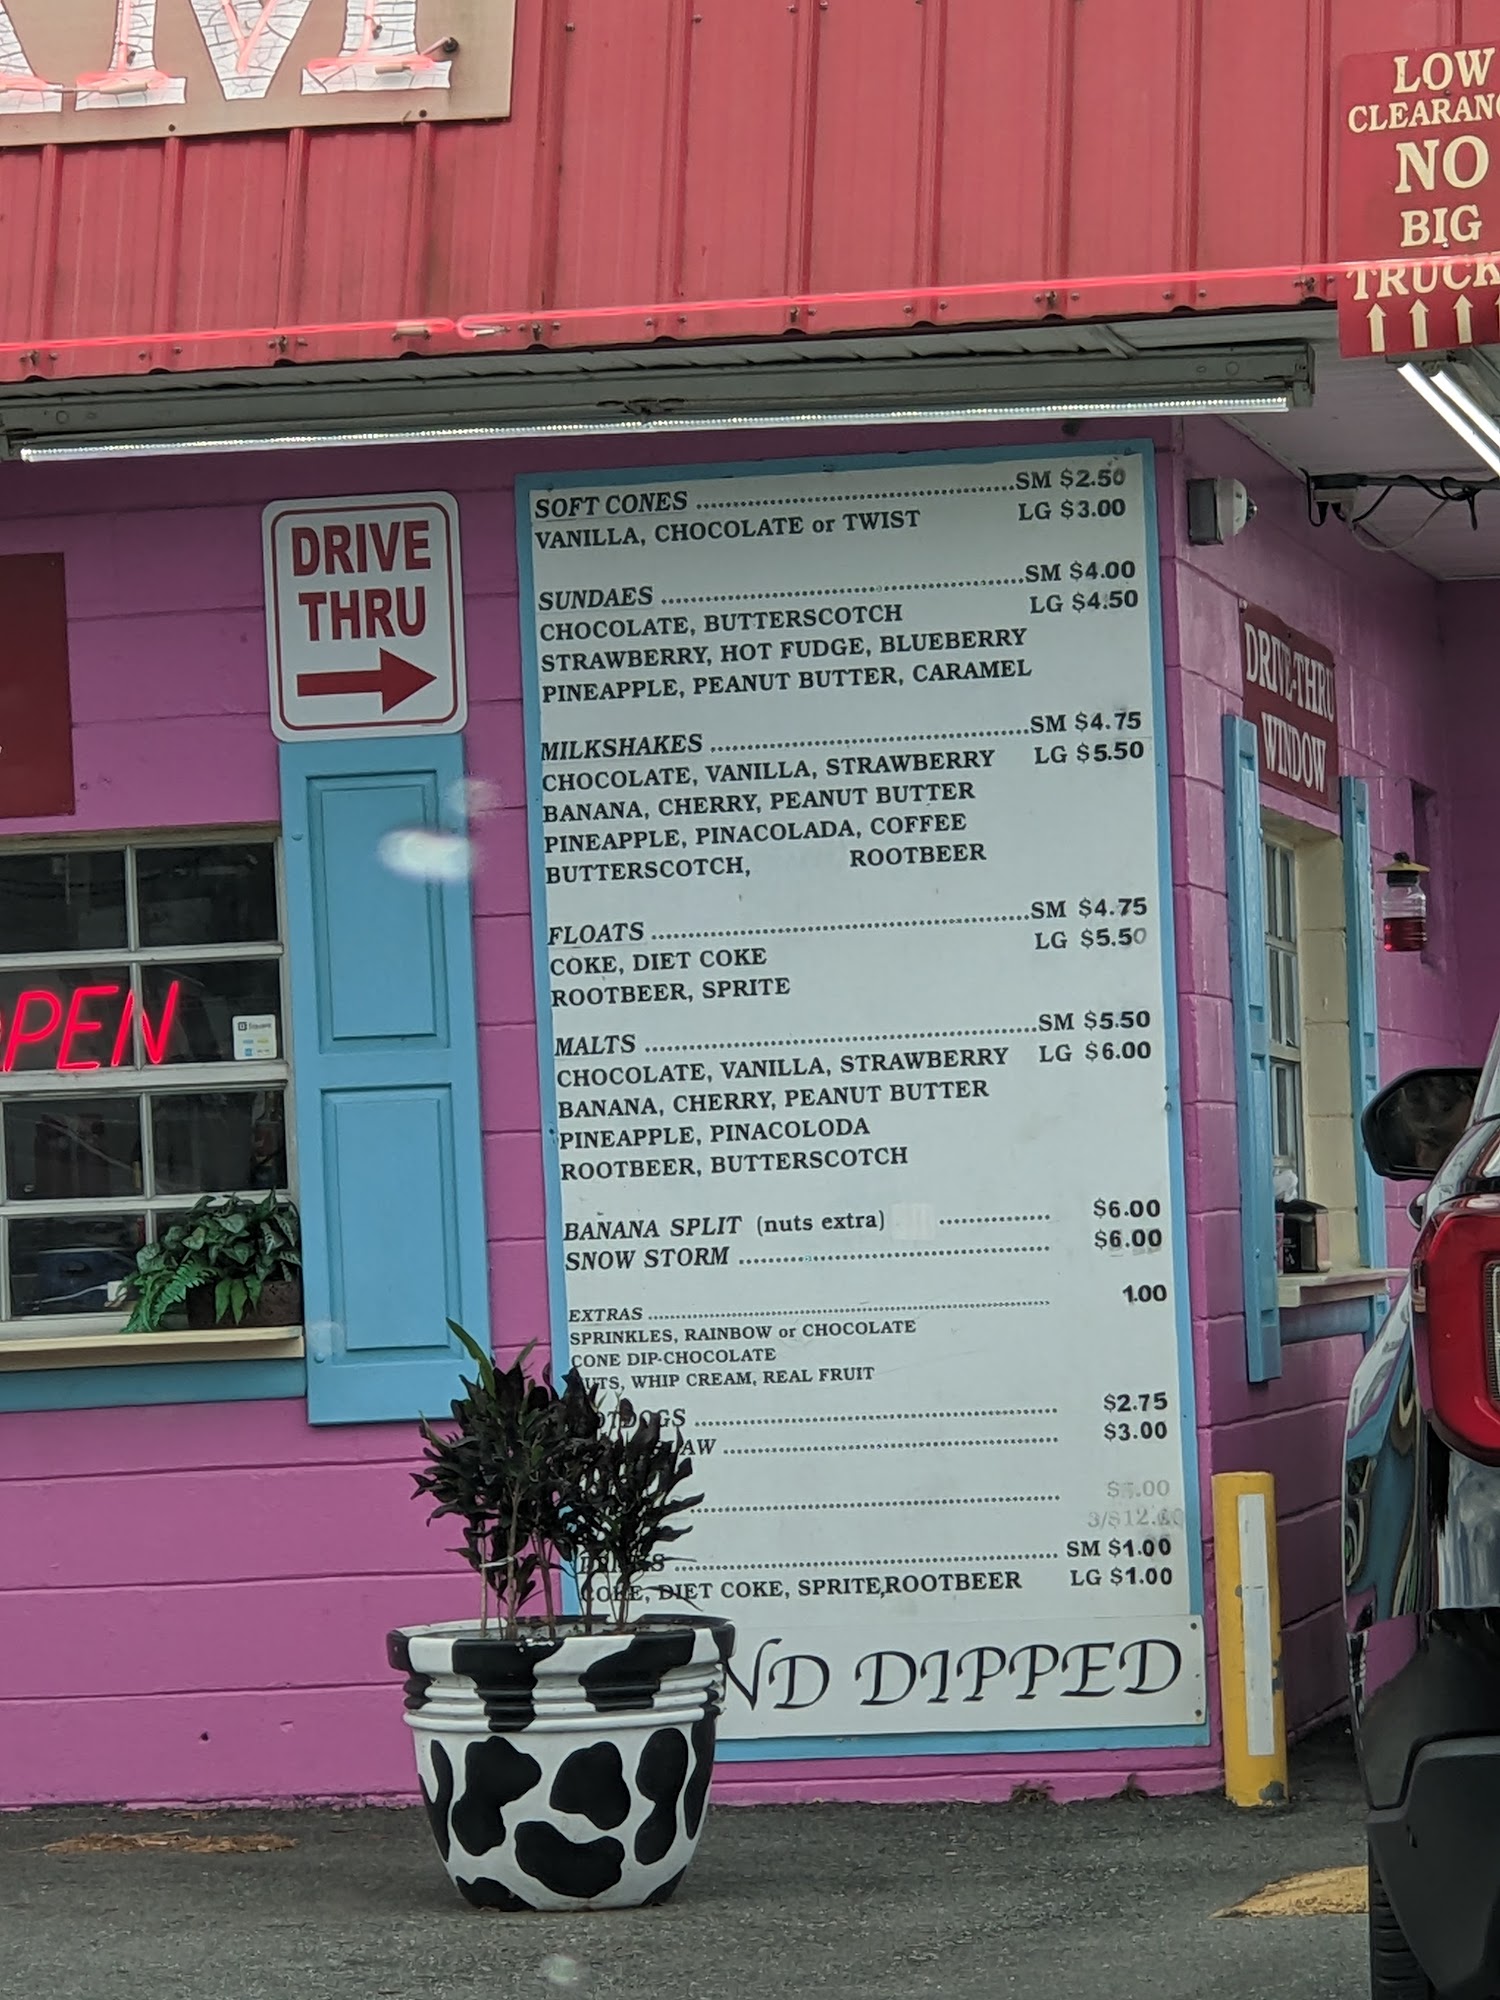 DRIVE
THRU
LOW
NO
BIG
DRIVE-THRU
WINDOW
SOFT CONES ........ SM $2.50
VANILLA, CHOCOLATE or TWIST LG $3.00
SUNDAES ........ SM $4.00
CHOCOLATE, BUTTERSCOTCH LG $4.50
STRAWBERRY, HOT FUDGE, BLUEBERRY
PINEAPPLE, PEANUT BUTTER, CARAMEL
MILKSHAKES ........ SM $4.75
CHOCOLATE, VANILLA, STRAWBERRY LG $5.50
BANANA, CHERRY, PEANUT BUTTER
PINEAPPLE, PINACOLADA, COFFEE
BUTTERSCOTCH, ROOTBEER
FLOATS ........ SM $4.75
COKE, DIET COKE LG $5.50
ROOTBEER, SPRITE
MALTS ........ SM $5.50
CHOCOLATE, VANILLA, STRAWBERRY LG $6.00
BANANA, CHERRY, PEANUT BUTTER
PINEAPPLE, PINACOLODA
ROOTBEER, BUTTERSCOTCH
BANANA SPLIT (nuts extra) ........ $6.00
SNOW STORM ........ $6.00
EXTRAS ........ 1.00
SPRINKLES, RAINBOW or CHOCOLATE
CONE DIP-CHOCOLATE
NUTS, WHIP CREAM, REAL FRUIT
HOTDOGS ........ $2.75
SLAW ........ $3.00
DRINKS ........ SM $1.00
COKE, DIET COKE, SPRITE,ROOTBEER LG $1.00
DIPPED